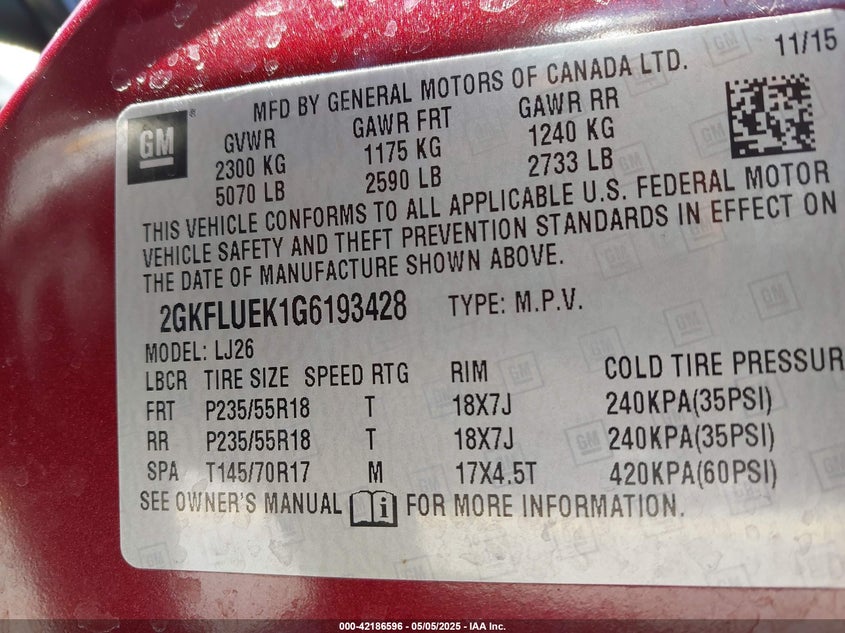 11/15
MFD BY GENERAL MOTORS OF CANADA LTD.
GM ®
GVWR GAWR FRT GAWR RR
2300 KG 1175 KG 1240 KG
5070 LB 2590 LB 2733 LB
THIS VEHICLE CONFORMS TO ALL APPLICABLE U.S. FEDERAL MOTOR
VEHICLE SAFETY AND THEFT PREVENTION STANDARDS IN EFFECT ON
THE DATE OF MANUFACTURE SHOWN ABOVE.
2GKFLUEK1G6193428 TYPE: M.P.V.
MODEL: LJ26
LBCR TIRE SIZE SPEED RTG RIM COLD TIRE PRESSUR
FRT P235/55R18 T 18X7J 240KPA(35PSI)
RR P235/55R18 T 18X7J 240KPA(35PSI)
SPA T145/70R17 M 17X4.5T 420KPA(60PSI)
SEE OWNER'S MANUAL i FOR MORE INFORMATION.
000-42186596 - 05/05/2025 - IAA Inc.